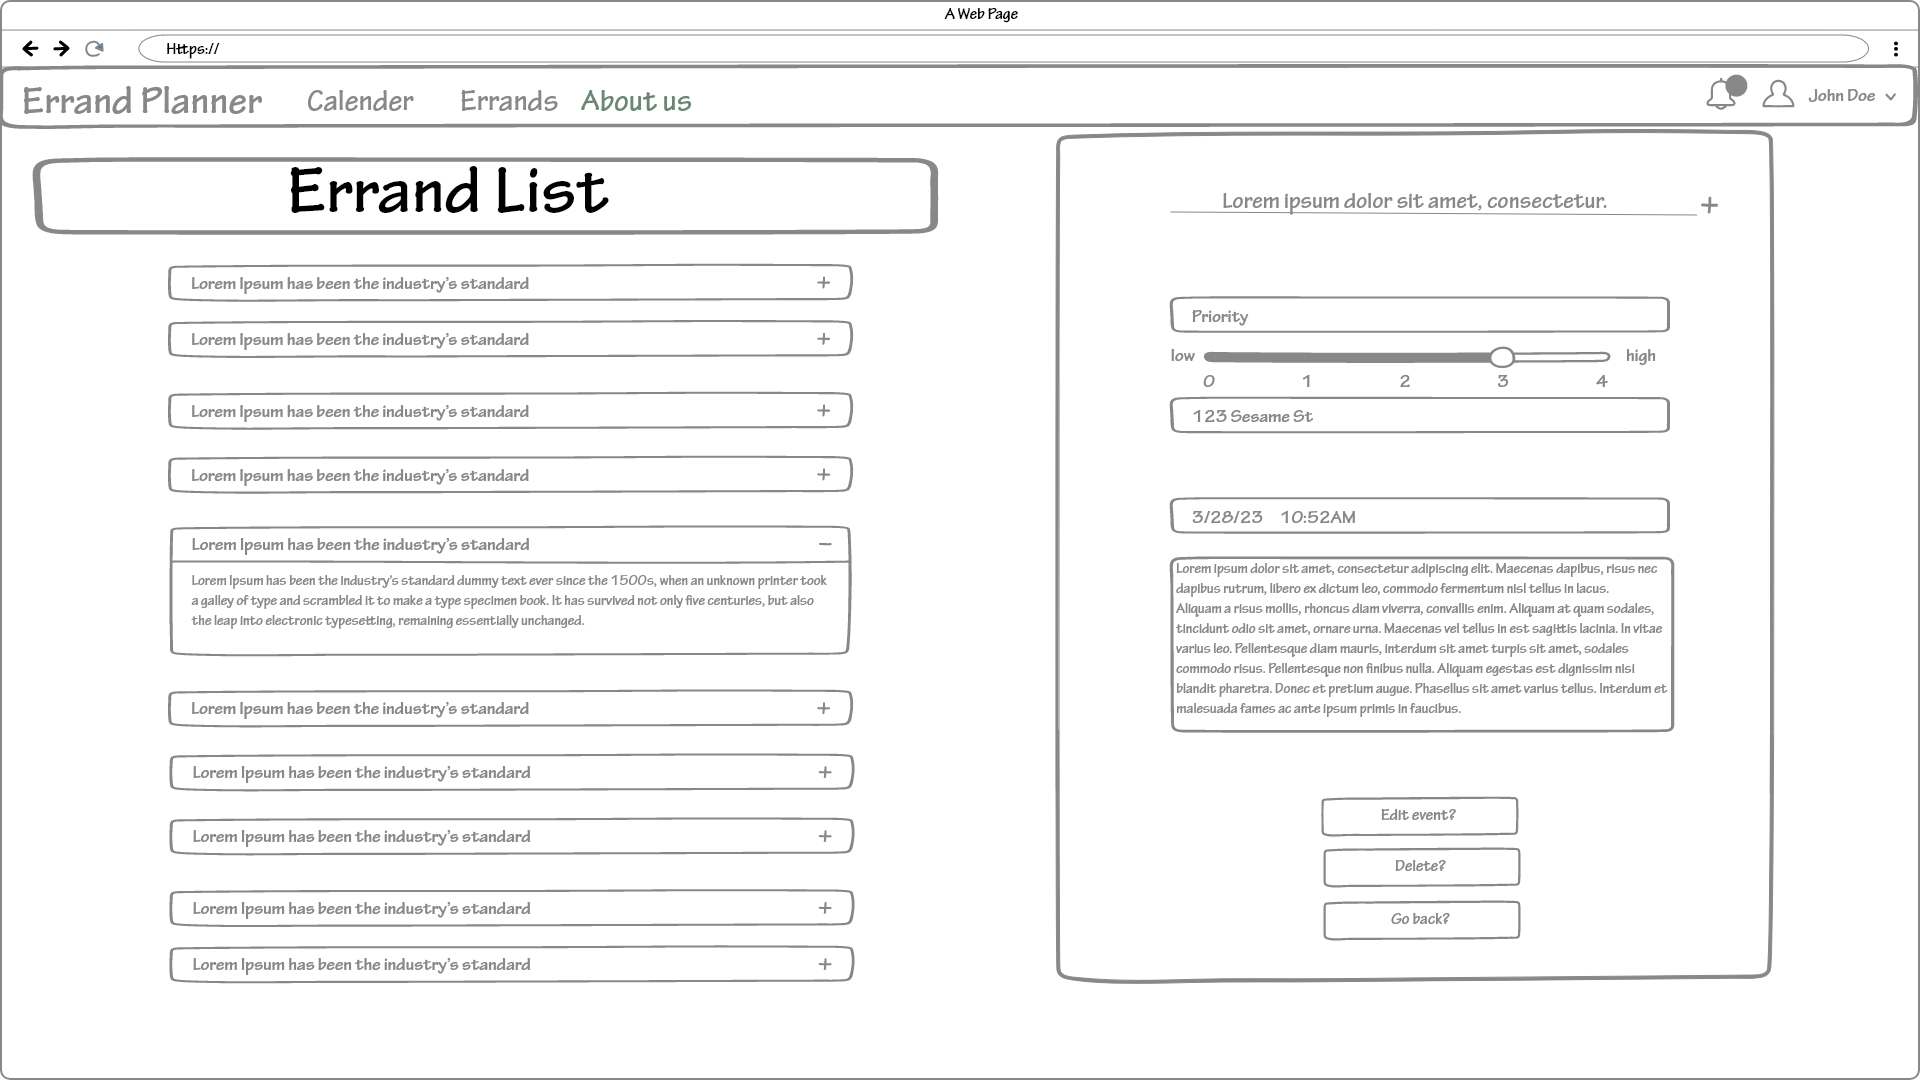 A Web Page
Https://
Errand Planner
Calender
Errands
About us
John Doe
Errand List
Lorem Ipsum has been the industry's standard
Lorem Ipsum has been the industry's standard
Lorem Ipsum has been the industry's standard
Lorem Ipsum has been the industry's standard
Lorem Ipsum has been the industry's standard
Lorem Ipsum has been the industry's standard dummy text ever since the 1500s, when an unknown printer took
a galley of type and scrambled it to make a type specimen book. It has survived not only five centuries, but also
the leap into electronic typesetting, remaining essentially unchanged.
Lorem Ipsum has been the industry's standard
Lorem Ipsum has been the industry's standard
Lorem Ipsum has been the industry's standard
Lorem Ipsum has been the industry's standard
Lorem Ipsum has been the industry's standard
Lorem ipsum dolor sit amet, consectetur.
Priority
low
high
0 1 2 3 4
123 Sesame St
3/28/23 10:52AM
Lorem ipsum dolor sit amet, consectetur adipiscing elit. Maecenas dapibus, risus nec
dapibus rutrum, libero ex dictum leo, commodo fermentum nisl tellus in lacus.
Aliquam a risus mollis, rhoncus diam viverra, convallis enim. Aliquam at quam sodales,
tincidunt odio sit amet, ornare urna. Maecenas vel tellus in est sagittis lacinia. In vitae
varius leo. Pellentesque diam mauris, interdum sit amet turpis sit amet, sodales
commodo risus. Pellentesque non finibus nulla. Aliquam egestas est dignissim nisi
blandit pharetra. Donec et pretium augue. Phasellus sit amet varius tellus. Interdum et
malesuada fames ac ante ipsum primis in faucibus.
Edit event?
Delete?
Go back?